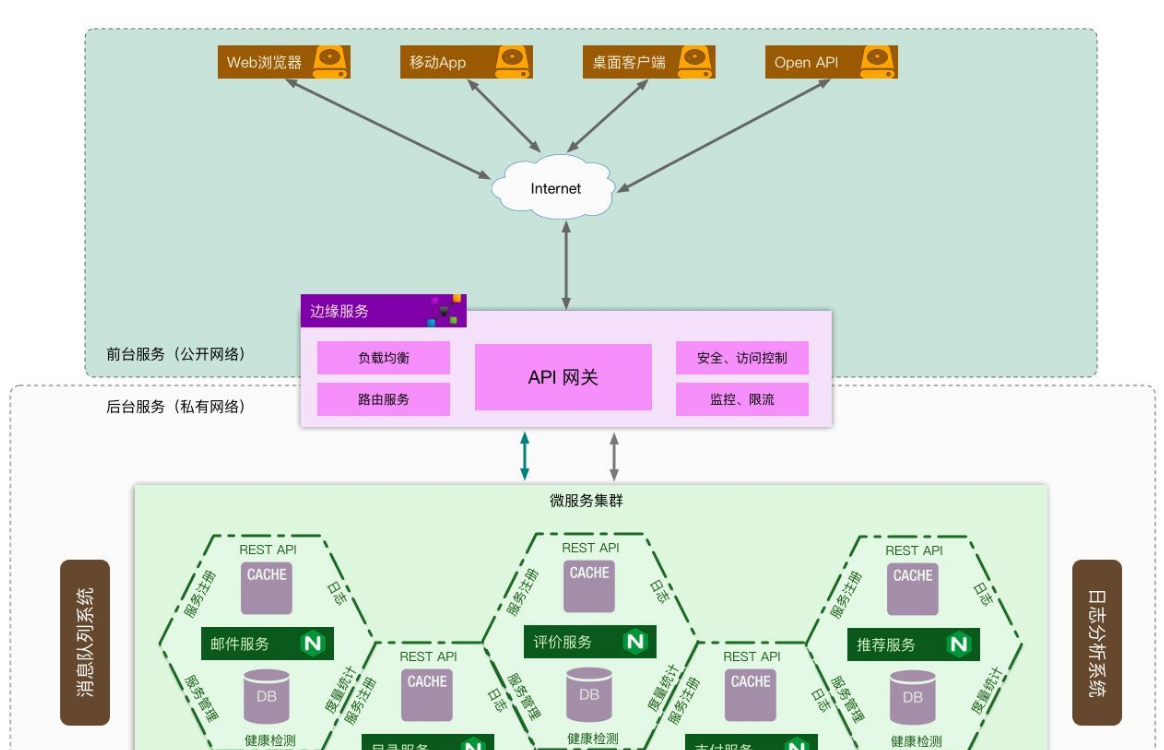 Web浏览器
移动App
桌面客户端
Open API
Internet
边缘服务
前台服务（公开网络）
负载均衡
API 网关
安全、访问控制
后台服务（私有网络）
路由服务
监控、限流
微服务集群
REST API
CACHE
服务注册
日志
邮件服务
DB
服务管理
度量统计
健康检测
REST API
CACHE
服务注册
日志
目录服务
REST API
CACHE
服务注册
日志
评价服务
DB
服务管理
度量统计
健康检测
REST API
CACHE
服务注册
日志
支付服务
REST API
CACHE
服务注册
日志
推荐服务
DB
服务管理
度量统计
健康检测
消息队列系统
日志分析系统